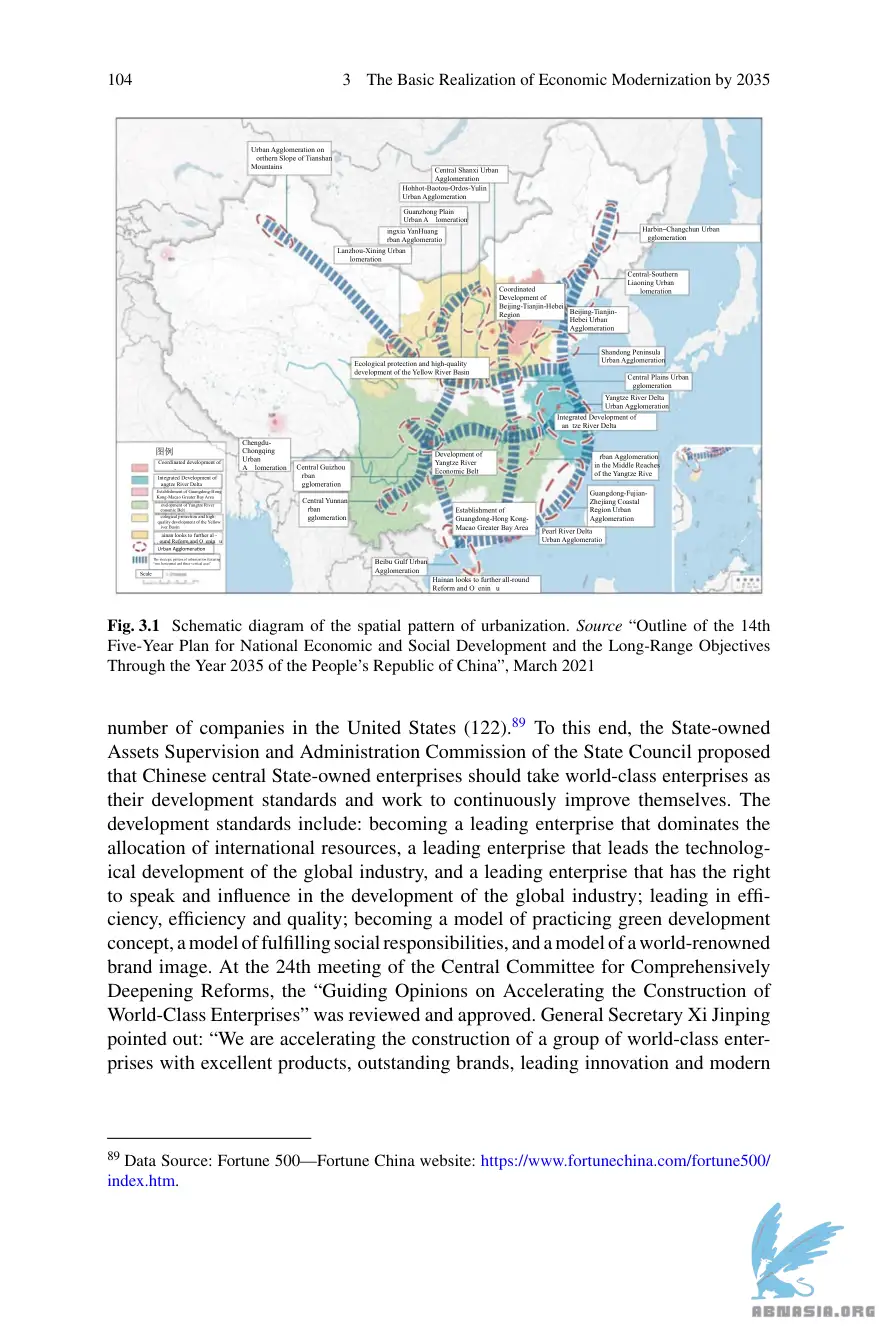 104
3 The Basic Realization of Economic Modernization by 2035
Urban Agglomeration on
orthern Slope of Tianshan
Mountains
Central Shanxi Urban
Agglomeration
Hohhot-Baotou-Ordos-Yulin
Urban Agglomeration
Guanzhong Plain
Urban A lomeration
ingxia YanHuang
rban Agglomeratio
Lanzhou-Xining Urban
lomeration
Harbin-Changchun Urban
gglomeration
Central-Southern
Liaoning Urban
lomeration
Coordinated
Development of
Beijing-Tianjin-Hebei
Region
Beijing-Tianjin-
Hebei Urban
Agglomeration
Shandong Peninsula
Urban Agglomeration
Ecological protection and high-quality
development of the Yellow River Basin
Central Plains Urban
gglomeration
Yangtze River Delta
Urban Agglomeration
Integrated Development of
an tze River Delta
Chengdu-
Chongqing
Urban
A lomeration
Central Guizhou
rban
gglomeration
Development of
Yangtze River
Economic Belt
rban Agglomeration
in the Middle Reaches
of the Yangtze Rive
Central Yunnan
rban
gglomeration
Guangdong-Fujian-
Zhejiang Coastal
Region Urban
Agglomeration
Establishment of
Guangdong-Hong Kong-
Macao Greater Bay Area
Pearl River Delta
Urban Agglomeratio
Beibu Gulf Urban
Agglomeration
Hainan looks to further all-round
Reform and O enin u
图例
Coordinated development of
Integrated Development of
angtze River Delta
Establishment of Guangdong-Hong
Kong-Macao Greater Bay Area
River
ological protection and high-
quality development of the Yellow
iver Basin
ainan looks to further al -
ound Reform and O enin u
Urban Agglomeration
Scale
Fig. 3.1 Schematic diagram of the spatial pattern of urbanization. Source “Outline of the 14th
Five-Year Plan for National Economic and Social Development and the Long-Range Objectives
Through the Year 2035 of the People’s Republic of China”, March 2021
number of companies in the United States (122).89 To this end, the State-owned
Assets Supervision and Administration Commission of the State Council proposed
that Chinese central State-owned enterprises should take world-class enterprises as
their development standards and work to continuously improve themselves. The
development standards include: becoming a leading enterprise that dominates the
allocation of international resources, a leading enterprise that leads the technolog-
ical development of the global industry, and a leading enterprise that has the right
to speak and influence in the development of the global industry; leading in effi-
ciency, efficiency and quality; becoming a model of practicing green development
concept, a model of fulfilling social responsibilities, and a model of a world-renowned
brand image. At the 24th meeting of the Central Committee for Comprehensively
Deepening Reforms, the “Guiding Opinions on Accelerating the Construction of
World-Class Enterprises” was reviewed and approved. General Secretary Xi Jinping
pointed out: “We are accelerating the construction of a group of world-class enter-
prises with excellent products, outstanding brands, leading innovation and modern
89 Data Source: Fortune 500—Fortune China website: https://www.fortunechina.com/fortune500/
index.htm.
ABNASIA.ORG